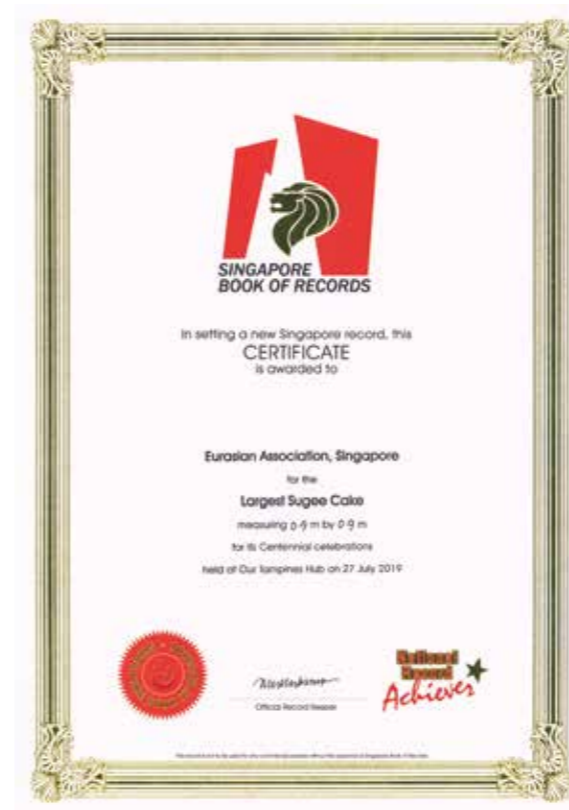 SINGAPORE
BOOK OF RECORDS
In setting a new Singapore record, this
CERTIFICATE
is awarded to
Eurasian Association, Singapore
for the
Largest Sugee Cake
measuring 0.9 m by 0.9 m
for its Centennial celebrations
held at Our Tampines Hub on 27 July 2019
Official Record Keeper
National
Record
Achiever